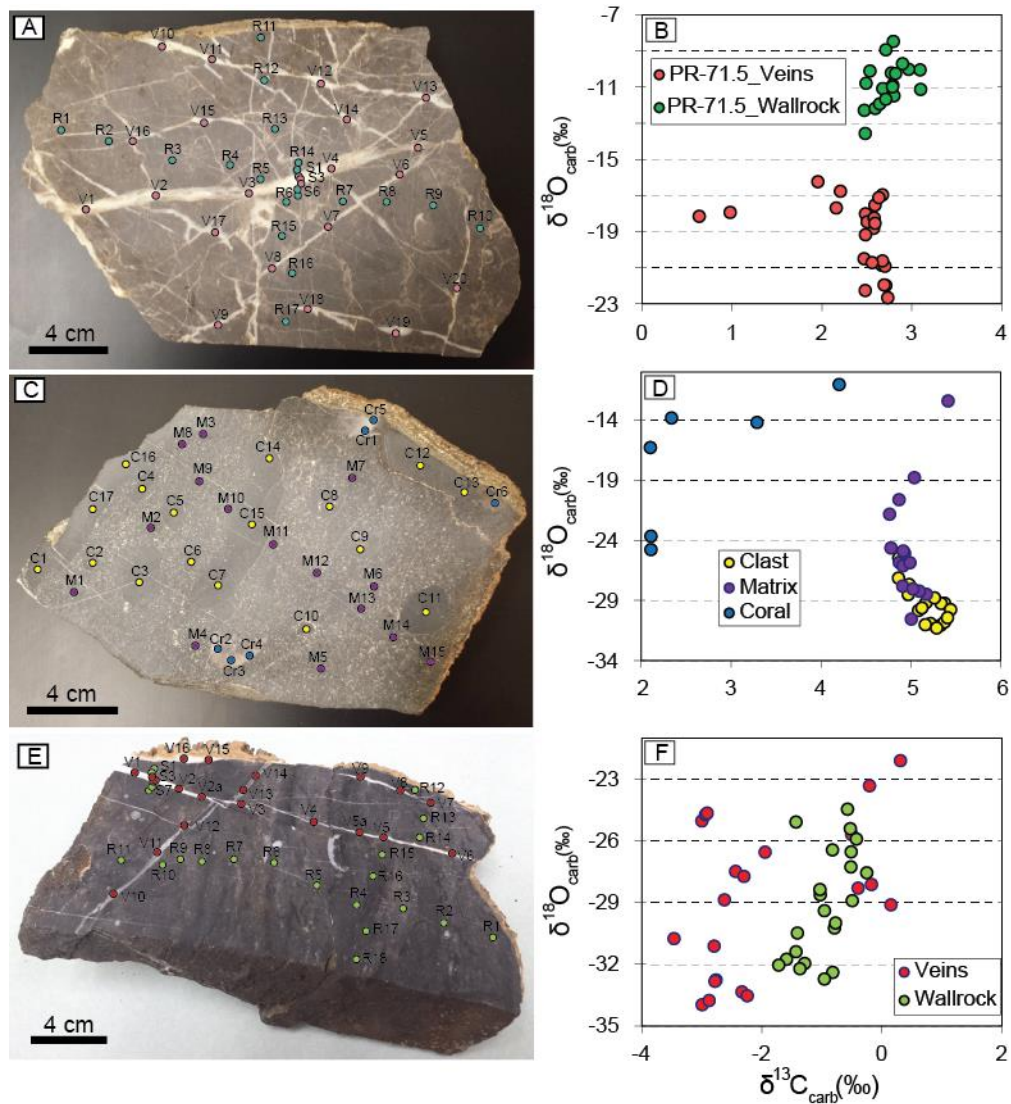 A
V10
R11
V11
R12
V12
V13
V15
R13
V14
R1
R2
V16
V5
R3
R4
R14
S1
V4
V6
R5
S3
V1
V2
V3
R6
S6
R7
R8
R9
R10
V17
R15
V7
V8
R16
V20
V9
R17
V18
V19
4 cm
B
PR-71.5_Veins
PR-71.5_Wallrock
δ18Ocarb(‰)
-7
-11
-15
-19
-23
0 1 2 3 4
C
M3
M8
Cr5
Cr1
C16
C4
C14
C12
M9
M7
C13
Cr6
C17
C5
M10
C8
M2
C15
C1
C2
C6
M11
C9
M1
C3
C7
M12
M6
M13
C11
C10
M14
M4
Cr2
Cr4
Cr3
M5
M15
4 cm
D
Clast
Matrix
Coral
δ18Ocarb(‰)
-14
-19
-24
-29
-34
2 3 4 5 6
E
V16
V15
V1
S1
S3
S7
V2
V2a
V14
V13
V3
V9
V8
R12
V7
R13
V4
V5a
V5
R14
V6
V12
V11
R11
R10
R9
R8
R7
R6
R15
R16
R5
V10
R4
R3
R2
R1
R17
R18
4 cm
F
Veins
Wallrock
δ18Ocarb(‰)
-23
-26
-29
-32
-35
-4 -2 0 2
δ13Ccarb(‰)